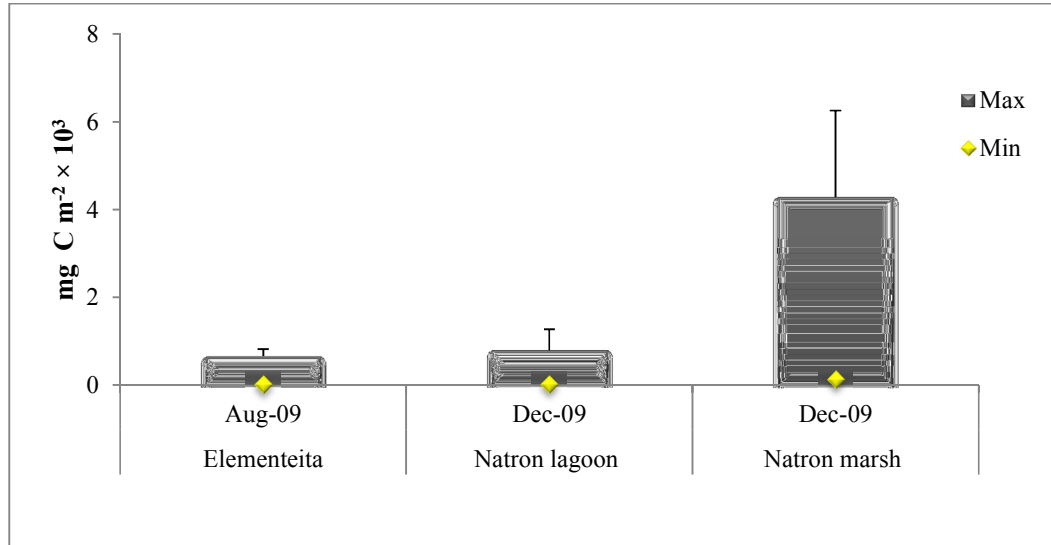 8
6
4
2
0
mg C m⁻² × 10³
Max
Min
Aug-09 Dec-09 Dec-09
Elementeita Natron lagoon Natron marsh